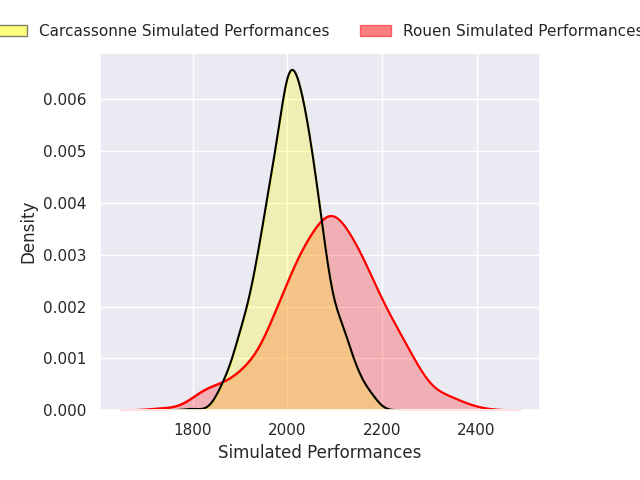 Carcassonne Simulated Performances
Rouen Simulated Performances
0.006
0.005
0.004
0.003
0.002
0.001
0.000
Density
1800
2000
2200
2400
Simulated Performances